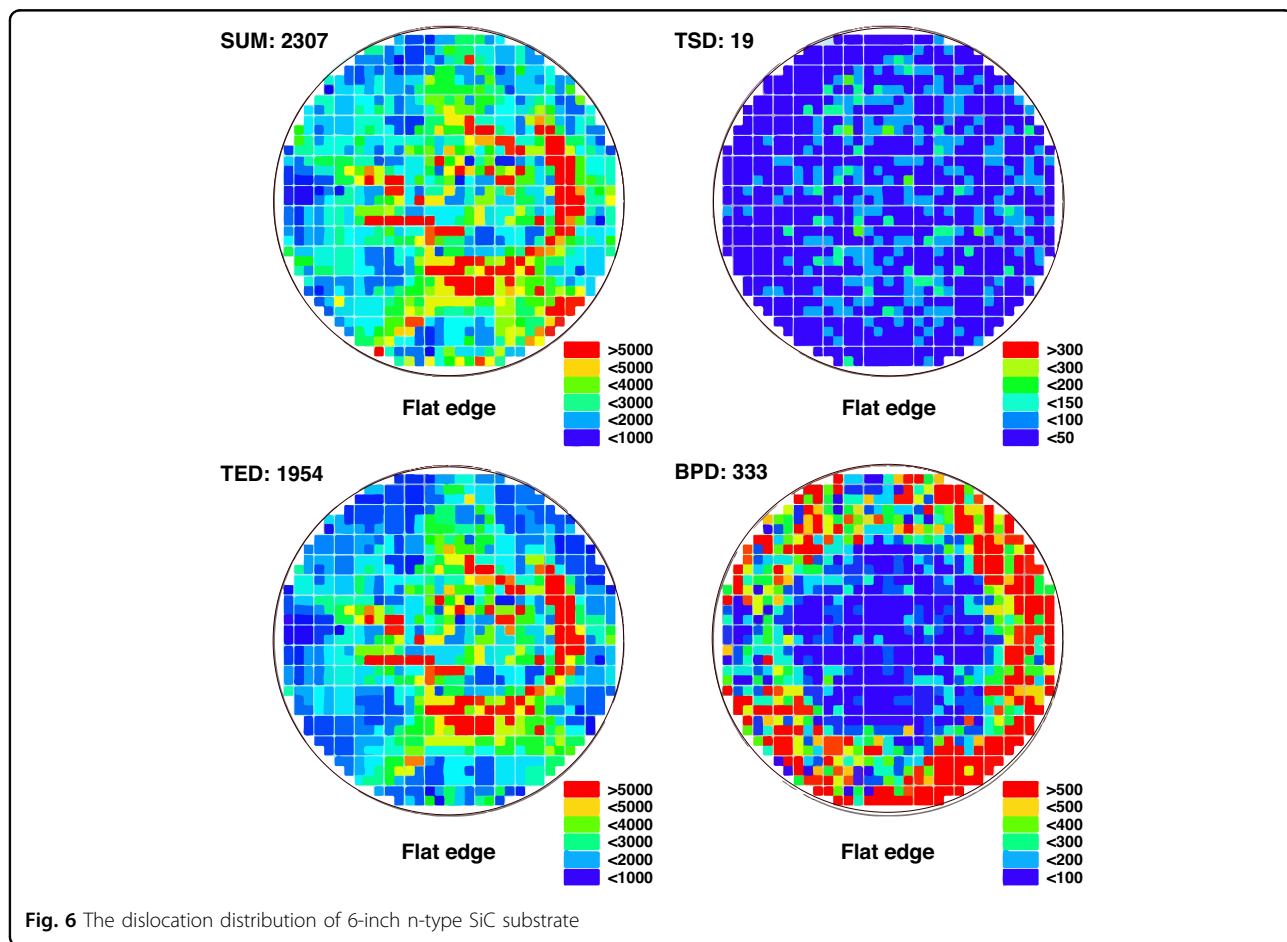 SUM: 2307
>5000
<5000
<4000
<3000
<2000
<1000
Flat edge
TSD: 19
>300
<300
<200
<150
<100
<50
Flat edge
TED: 1954
>5000
<5000
<4000
<3000
<2000
<1000
Flat edge
BPD: 333
>500
<500
<400
<300
<200
<100
Flat edge
Fig. 6 The dislocation distribution of 6-inch n-type SiC substrate